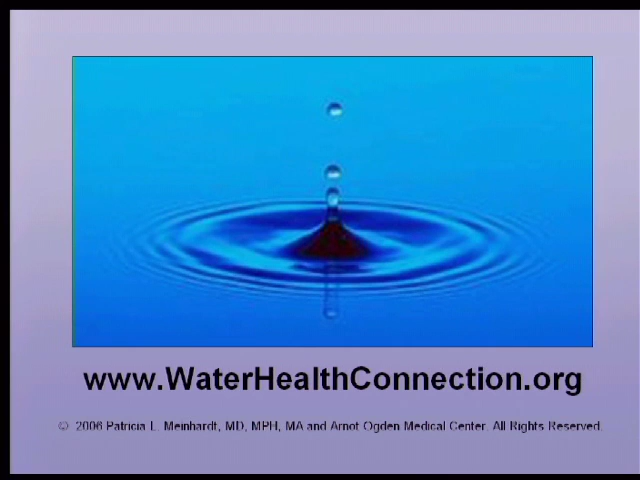 www.WaterHealthConnection.org
© 2006 Patricia L. Meinhardt, MD, MPH, MA and Arnot Ogden Medical Center. All Rights Reserved.